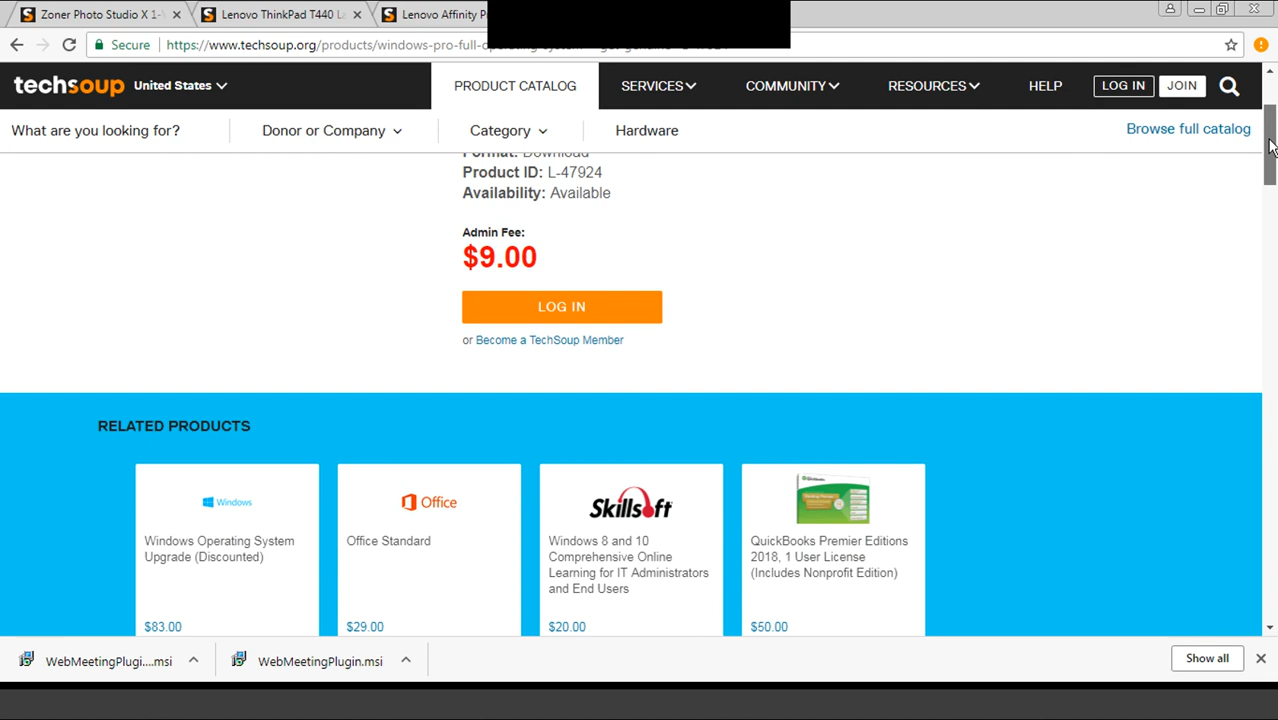 Zoner Photo Studio X 1-
Lenovo ThinkPad T440 La
Lenovo Affinity P
Secure
https://www.techsoup.org/products/windows-pro-full-operating-system
techsoup
United States
PRODUCT CATALOG
SERVICES
COMMUNITY
RESOURCES
HELP
LOG IN
JOIN
What are you looking for?
Donor or Company
Category
Hardware
Browse full catalog
Format: Download
Product ID: L-47924
Availability: Available
Admin Fee:
$9.00
LOG IN
or Become a TechSoup Member
RELATED PRODUCTS
Windows
Windows Operating System
Upgrade (Discounted)
$83.00
Office
Office Standard
$29.00
Skillsoft
Windows 8 and 10
Comprehensive Online
Learning for IT Administrators
and End Users
$20.00
QuickBooks Premier Editions
2018, 1 User License
(Includes Nonprofit Edition)
$50.00
WebMeetingPlugi....msi
WebMeetingPlugin.msi
Show all